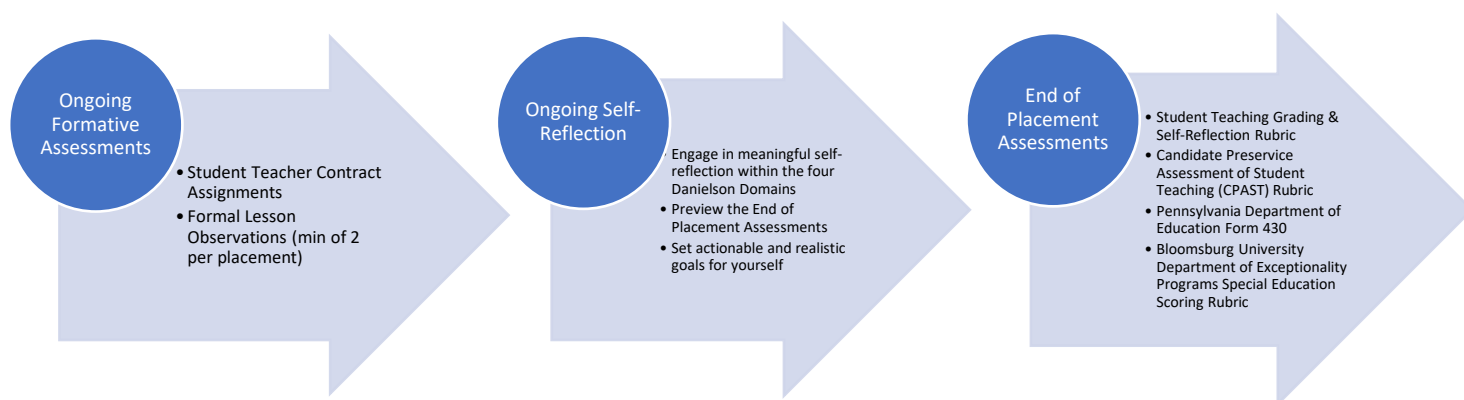 Ongoing
Formative
Assessments
• Student Teacher Contract
Assignments
• Formal Lesson
Observations (min of 2
per placement)
Ongoing Self-
Reflection
• Engage in meaningful self-
reflection within the four
Danielson Domains
• Preview the End of
Placement Assessments
• Set actionable and realistic
goals for yourself
End of
Placement
Assessments
• Student Teaching Grading &
Self-Reflection Rubric
• Candidate Preservice
Assessment of Student
Teaching (CPAST) Rubric
• Pennsylvania Department of
Education Form 430
• Bloomsburg University
Department of Exceptionality
Programs Special Education
Scoring Rubric